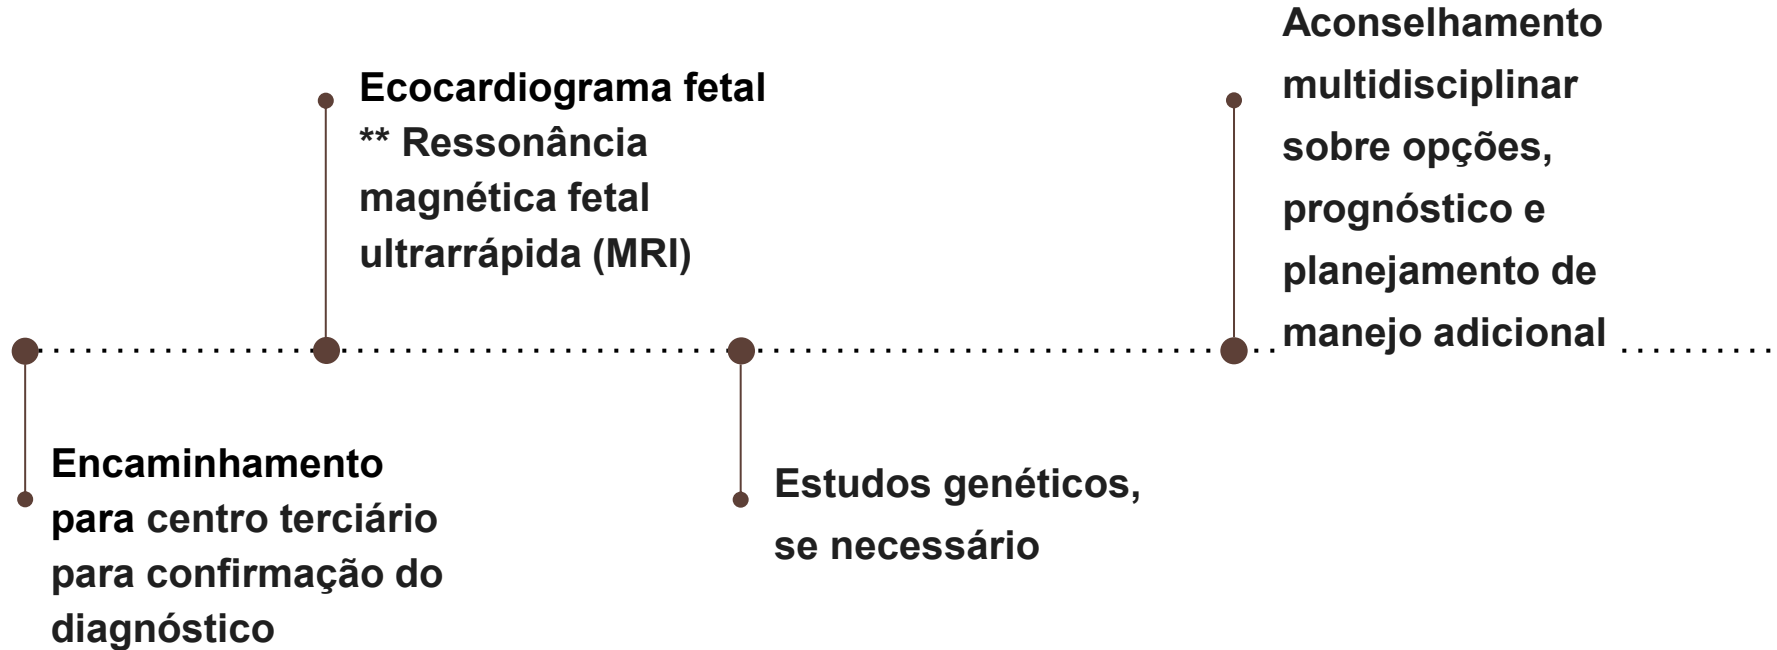 Encaminhamento
para centro terciário
para confirmação do
diagnóstico
Ecocardiograma fetal
** Ressonância
magnética fetal
ultrarrápida (MRI)
Estudos genéticos,
se necessário
Aconselhamento
multidisciplinar
sobre opções,
prognóstico e
planejamento de
manejo adicional